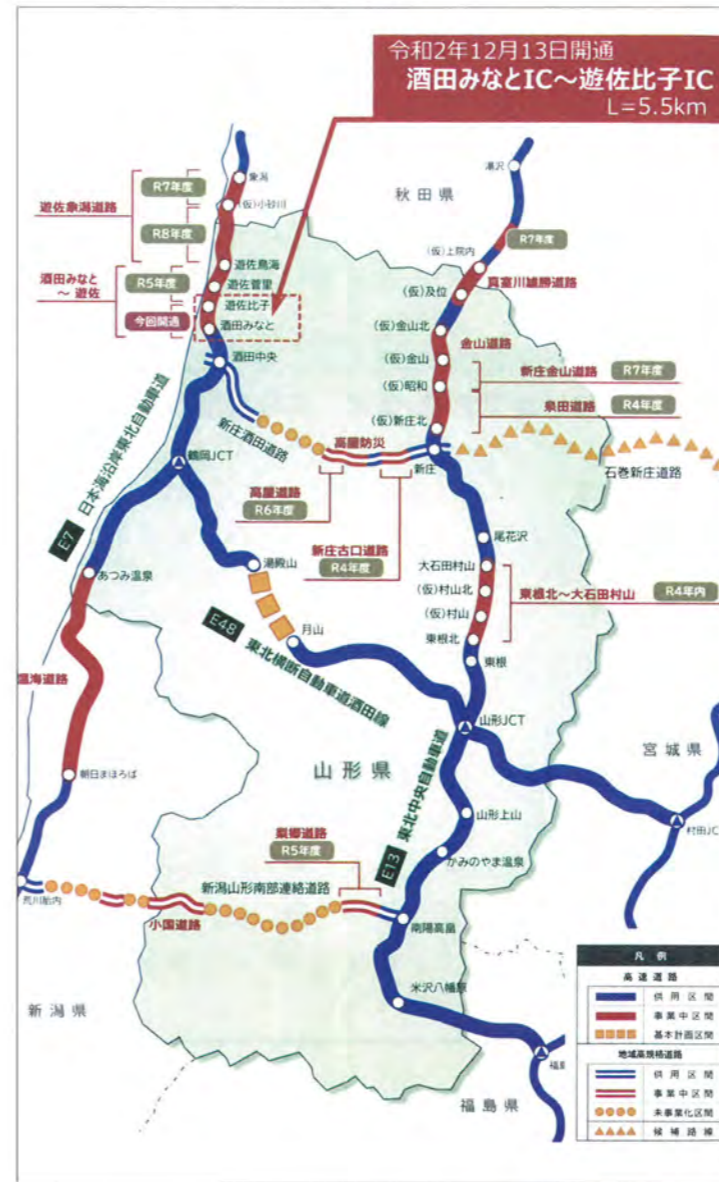 令和2年12月13日開通
酒田みなとIC～遊佐比子IC
L=5.5km
湯沢
秋田県
象潟
R7年度
(仮)小砂川
遊佐象潟道路
R8年度
R7年度
(仮)上院内
遊佐鳥海
真室川雄勝道路
(仮)及位
酒田みなと
～ 遊佐
R5年度
遊佐菅里
遊佐比子
今回開通
酒田みなと
(仮)金山北
金山道路
酒田中央
(仮)金山
新庄金山道路
R7年度
(仮)昭和
泉田道路
R4年度
(仮)新庄北
新庄酒田道路
高屋防災
新庄
石巻新庄道路
E7 日本海沿岸東北自動車道
鶴岡JCT
高屋道路
R6年度
新庄古口道路
R4年度
尾花沢
大石田村山
(仮)村山北
東根北～大石田村山
R4年内
(仮)村山
東根北
東根
湯殿山
あつみ温泉
月山
E48 東北横断自動車道酒田線
温海道路
山形JCT
宮城県
山形県
朝日まほろば
E13 東北中央自動車道
山形上山
村田JC
かみのやま温泉
梨郷道路
R5年度
新潟山形南部連絡道路
荒川胎内
小国道路
南陽高畠
米沢八幡原
新潟県
福島県
福島
凡例
高速道路
供用区間
事業中区間
基本計画区間
地域高規格道路
供用区間
事業中区間
未事業化区間
候補路線